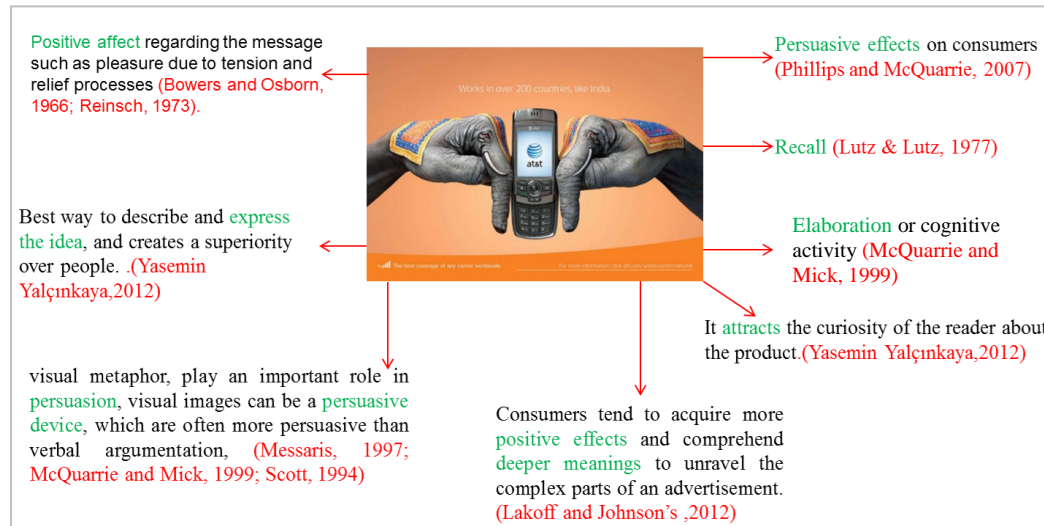 Positive affect regarding the message
such as pleasure due to tension and
relief processes (Bowers and Osborn,
1966; Reinsch, 1973).
Works in over 200 countries, like India.
at&t
at&t
Persuasive effects on consumers
(Phillips and McQuarrie, 2007)
Recall (Lutz & Lutz, 1977)
Best way to describe and express
the idea, and creates a superiority
over people. .(Yasemin
Yalçınkaya,2012)
Elaboration or cognitive
activity (McQuarrie and
Mick, 1999)
The best coverage of any carrier worldwide.
It attracts the curiosity of the reader about
the product.(Yasemin Yalçınkaya,2012)
visual metaphor, play an important role in
persuasion, visual images can be a persuasive
device, which are often more persuasive than
verbal argumentation, (Messaris, 1997;
McQuarrie and Mick, 1999; Scott, 1994)
Consumers tend to acquire more
positive effects and comprehend
deeper meanings to unravel the
complex parts of an advertisement.
(Lakoff and Johnson's ,2012)